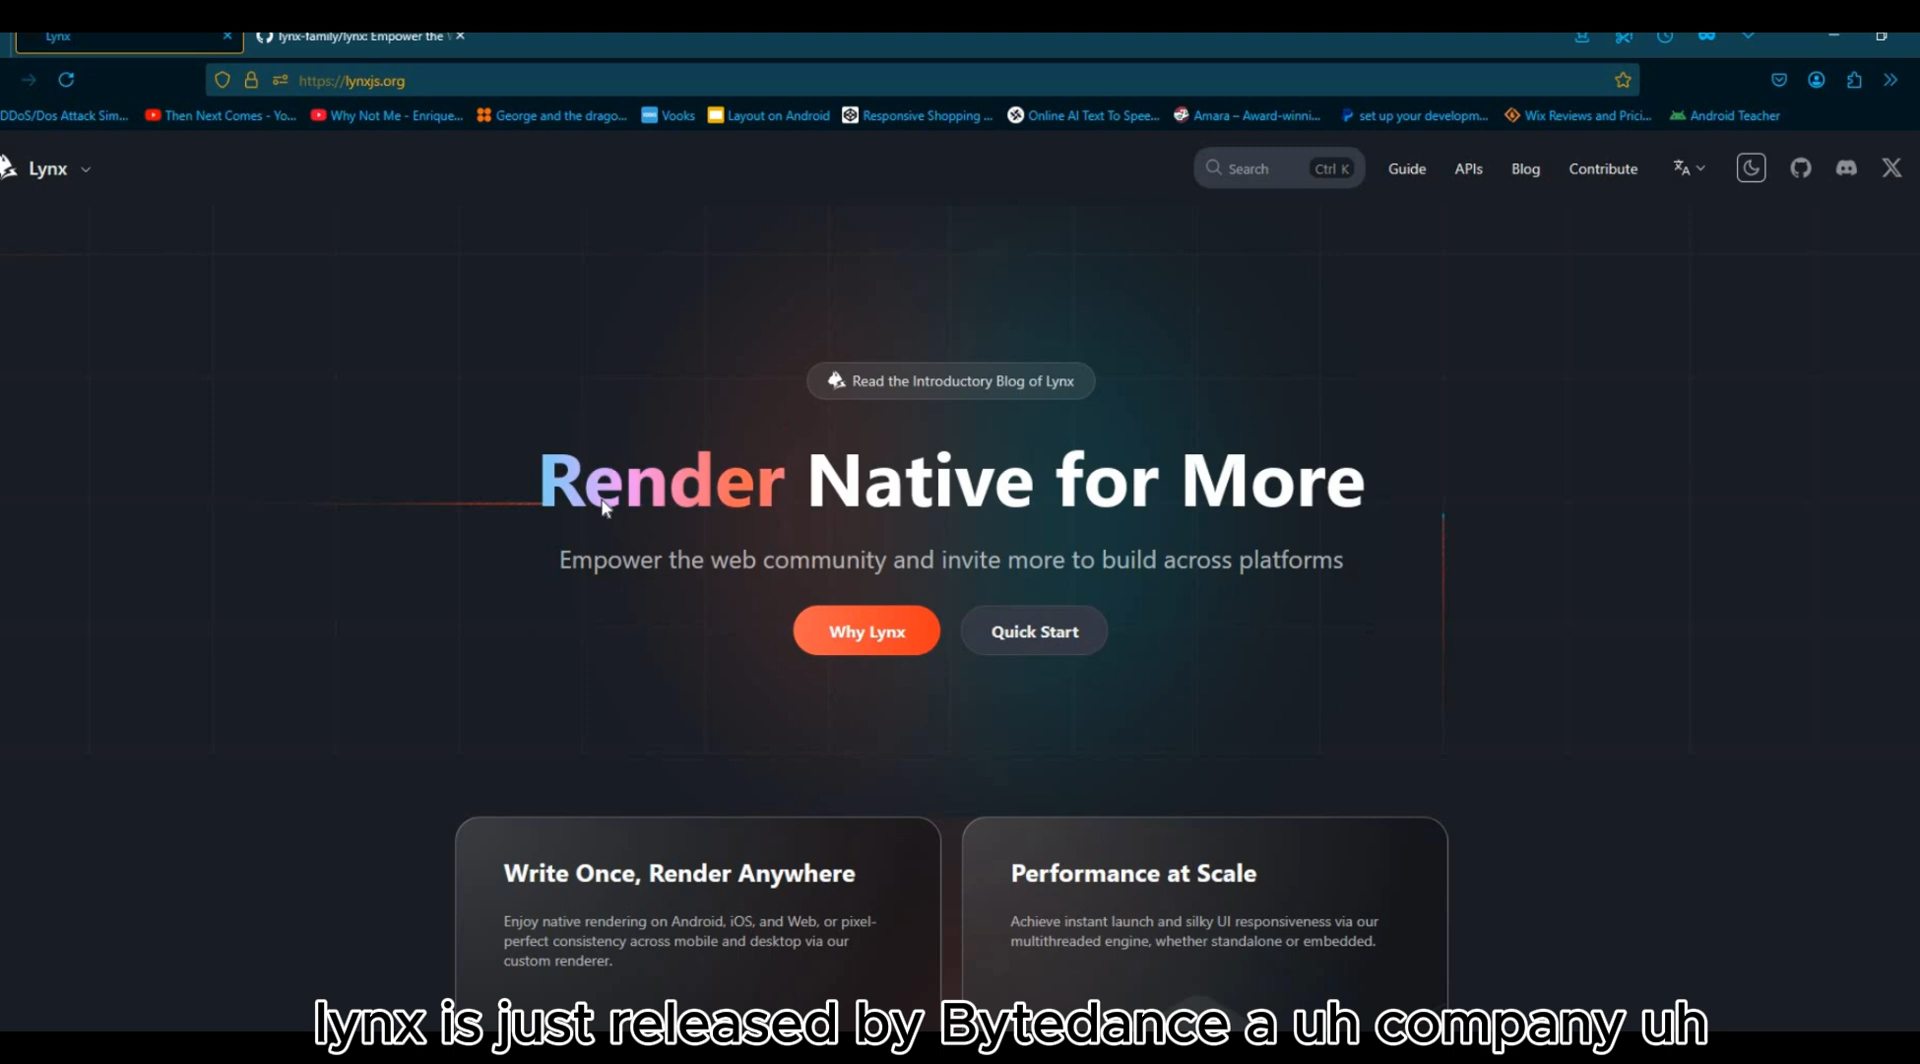 Lynx
lynx-family/lynx: Empower the
https://lynxjs.org
DDoS/Dos Attack Sim... Then Next Comes - Yo... Why Not Me - Enrique... George and the drago... Vooks Layout on Android Responsive Shopping ... Online AI Text To Spee... Amara – Award-winni... set up your developm... Wix Reviews and Prici... Android Teacher
Lynx Search Ctrl K Guide APIs Blog Contribute
Read the Introductory Blog of Lynx
Render Native for More
Empower the web community and invite more to build across platforms
Why Lynx Quick Start
Write Once, Render Anywhere
Enjoy native rendering on Android, iOS, and Web, or pixel-
perfect consistency across mobile and desktop via our
custom renderer.
Performance at Scale
Achieve instant launch and silky UI responsiveness via our
multithreaded engine, whether standalone or embedded.
lynx is just released by Bytedance a uh company uh